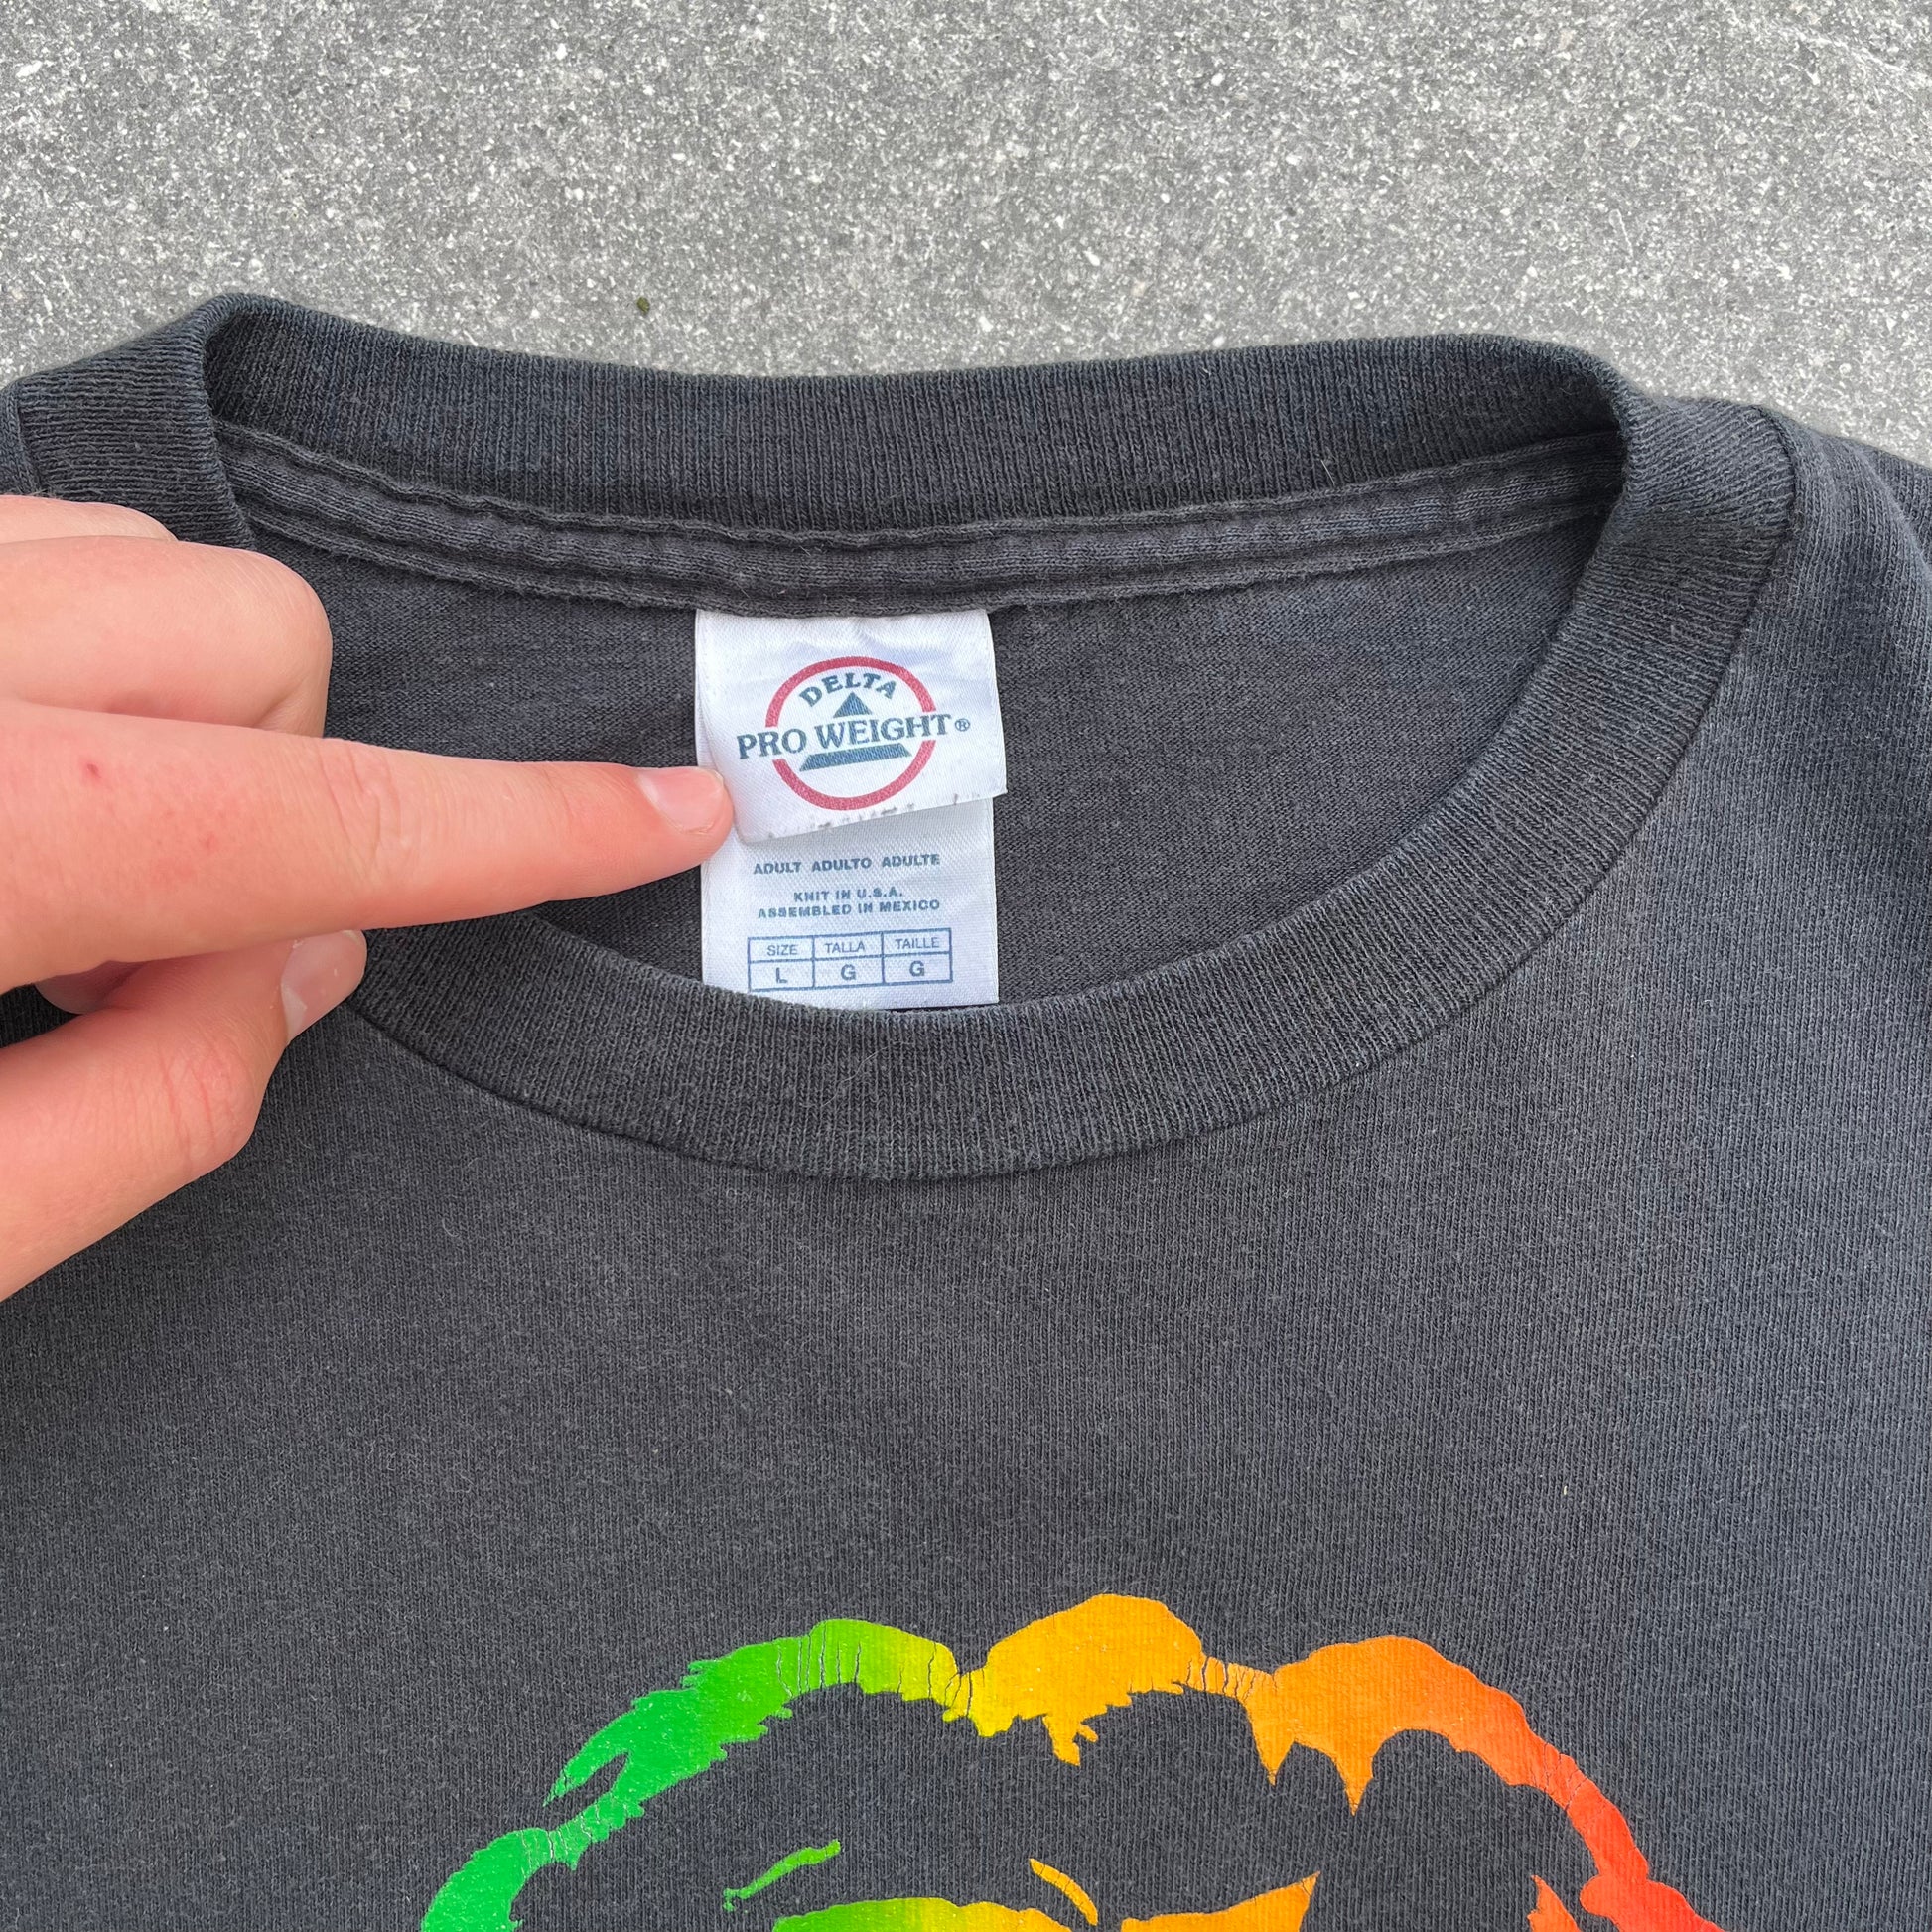 DELTA
PRO WEIGHT®
ADULT ADULTO ADULTE
KNIT IN U.S.A.
ASSEMBLED IN MEXICO
SIZE TALLA TAILLE
L G G